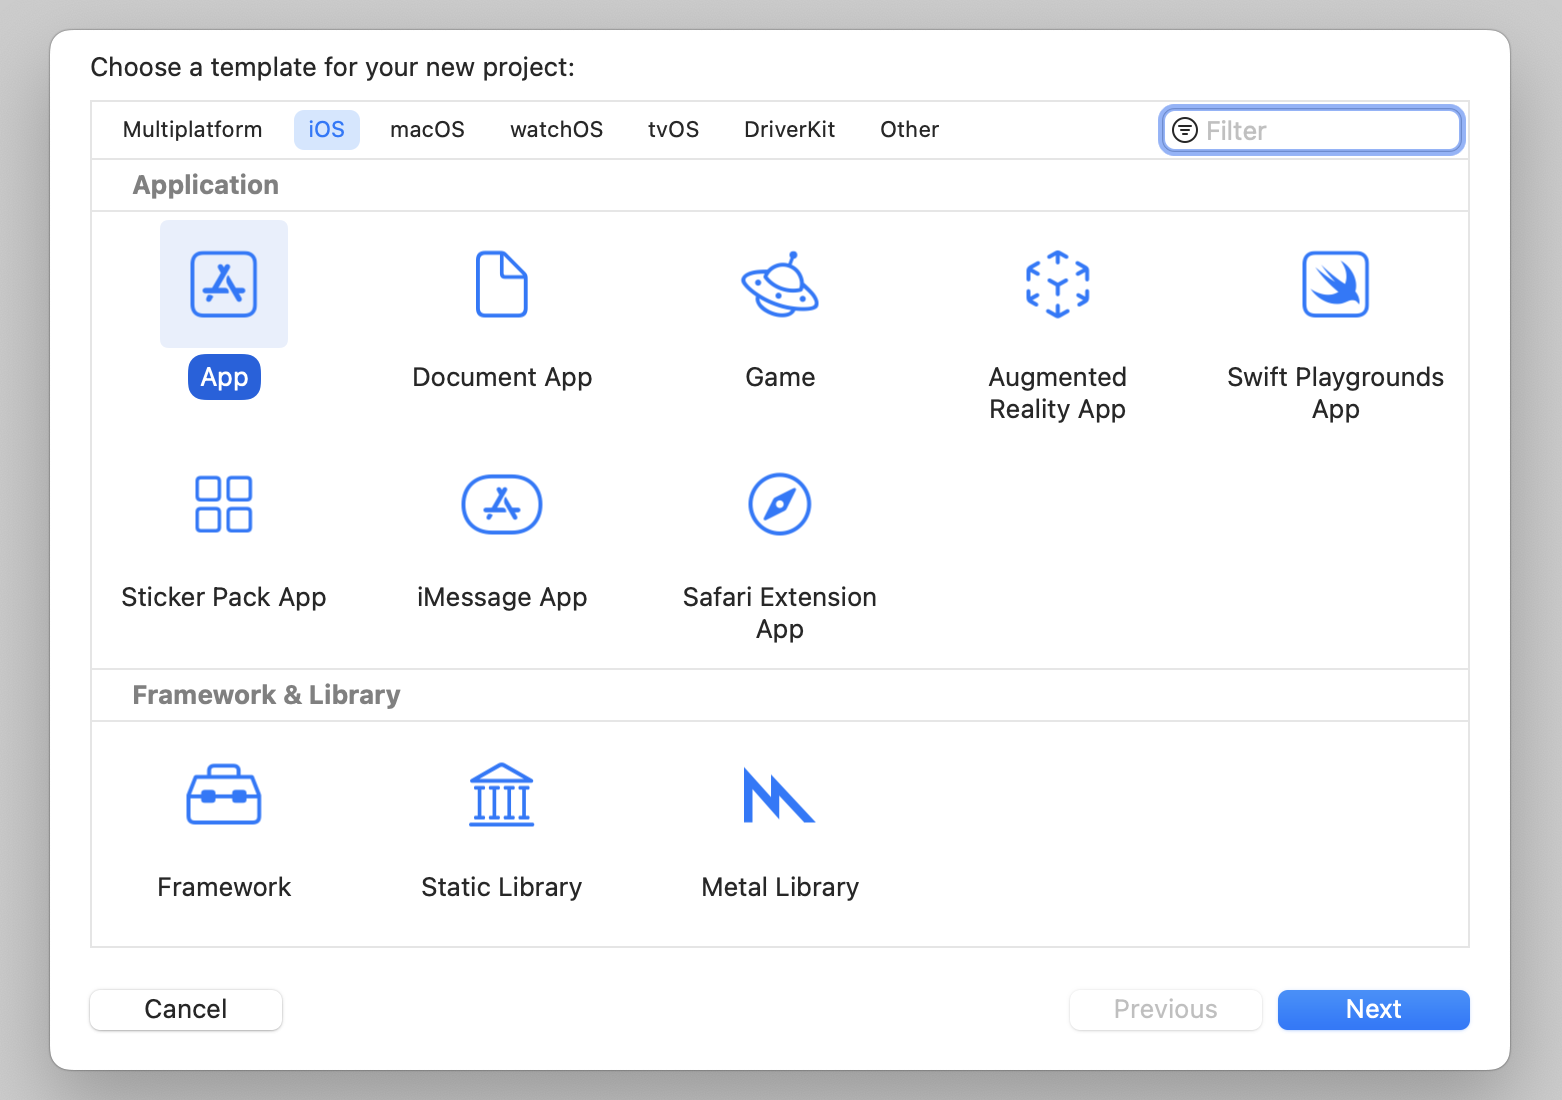 Choose a template for your new project:
Multiplatform iOS macOS watchOS tvOS DriverKit Other Filter
Application
App Document App Game Augmented Swift Playgrounds
Reality App App
Sticker Pack App iMessage App Safari Extension
App
Framework & Library
Framework Static Library Metal Library
Cancel Previous Next